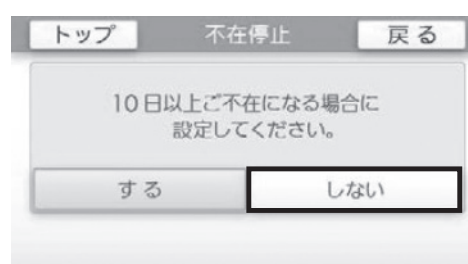 トップ 不在停止 戻る
10日以上ご不在になる場合に
設定してください。
する しない